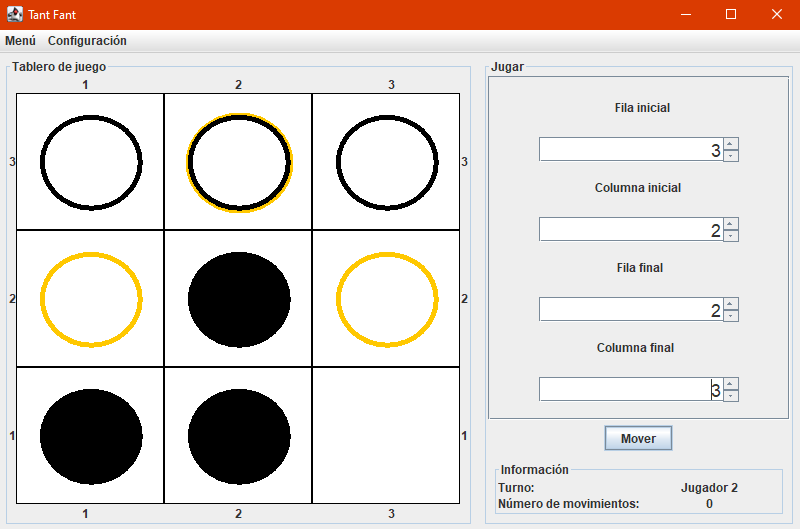 Tant Fant
Menú Configuración
Tablero de juego
1 2 3
3 3
2 2
1 1
1 2 3
Jugar
Fila inicial
3
Columna inicial
2
Fila final
2
Columna final
3
Mover
Información
Turno: Jugador 2
Número de movimientos: 0